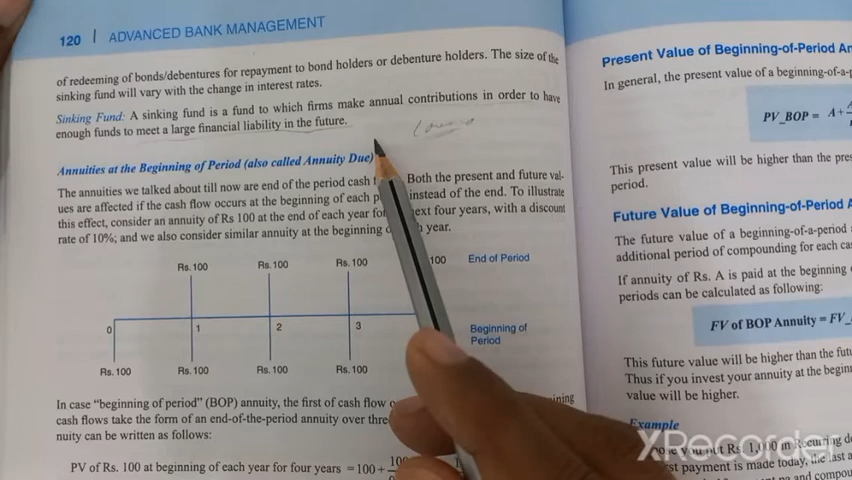 120 | ADVANCED BANK MANAGEMENT
of redeeming of bonds/debentures for repayment to bond holders or debenture holders. The size of the
sinking fund will vary with the change in interest rates.
Sinking Fund: A sinking fund is a fund to which firms make annual contributions in order to have
enough funds to meet a large financial liability in the future.
Annuities at the Beginning of Period (also called Annuity Due)
The annuities we talked about till now are end of the period cash Both the present and future val-
ues are affected if the cash flow occurs at the beginning of each instead of the end. To illustrate
this effect, consider an annuity of Rs 100 at the end of each year for next four years, with a discount
rate of 10%; and we also consider similar annuity at the beginning year.
Rs. 100 Rs. 100 Rs. 100 100 End of Period
0 1 2 3 Beginning of
Period
Rs. 100 Rs. 100 Rs. 100 Rs. 100
In case "beginning of period" (BOP) annuity, the first of cash flow
cash flows take the form of an end-of-the-period annuity over
nuity can be written as follows:
PV of Rs. 100 at beginning of each year for four years = 100 +
Present Value of Beginning-of-Period
In general, the present value of a beginning-of-a
PV_BOP = A+
This present value will be higher than the
period.
Future Value of Beginning-of-Period
The future value of a beginning-of-a-period
additional period of compounding for each
If annuity of Rs. A is paid at the beginning
periods can be calculated as following:
FV of BOP Annuity =
This future value will be higher than the
Thus if you invest your annuity at the
value will be higher.
Example
you put Rs. 1,000 in Recurring
payment is made today, the last
XRecorder